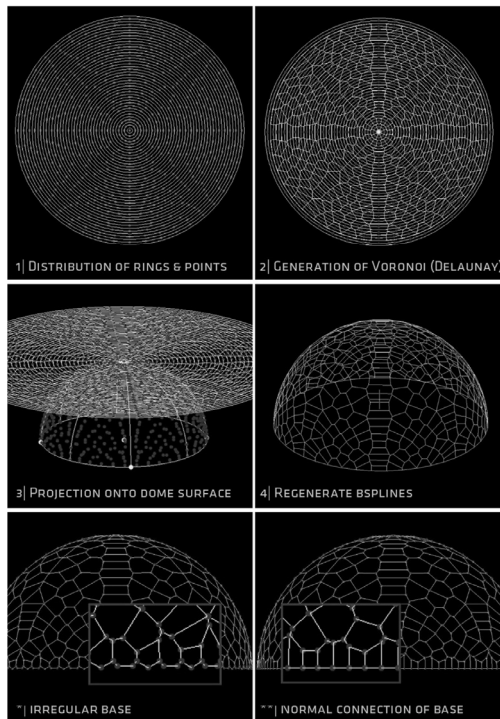 1| Distribution of rings & points
2| Generation of Voronoi (Delaunay)
3| Projection onto dome surface
4| Regenerate bsplines
*| Irregular base
**| Normal connection of base